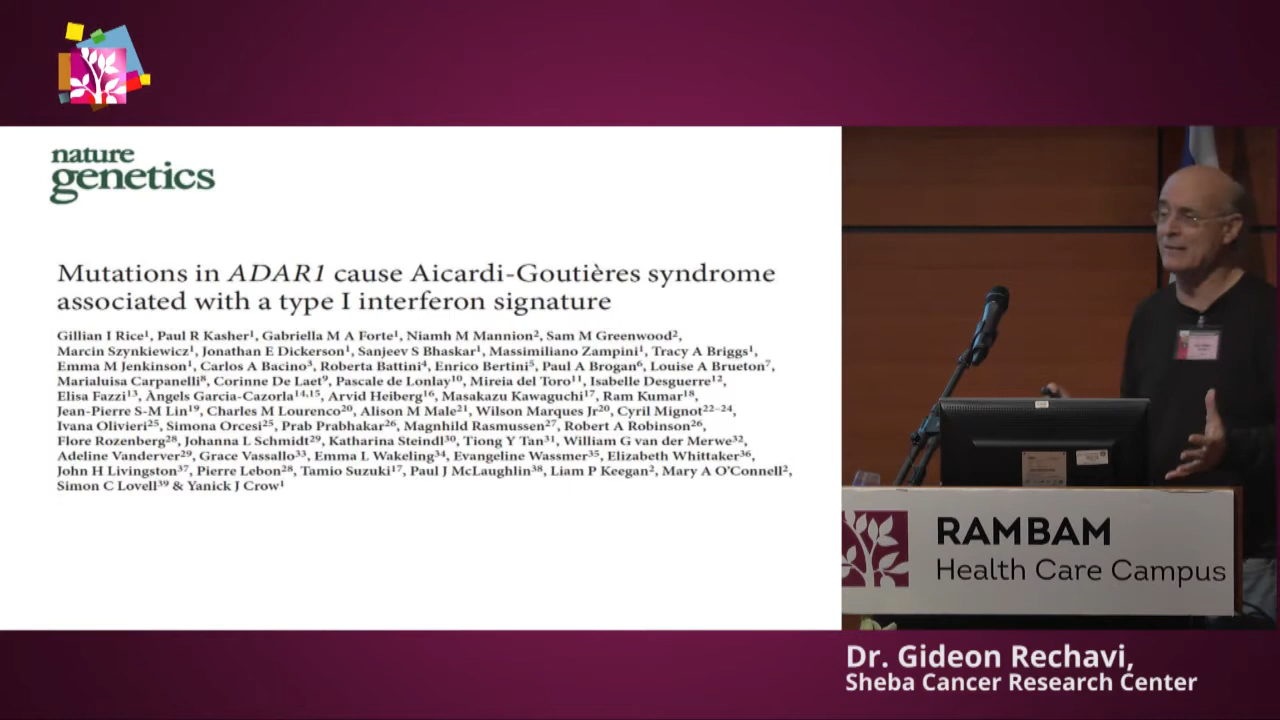 nature
genetics
Mutations in ADAR1 cause Aicardi-Goutières syndrome
associated with a type I interferon signature
Gillian I Rice¹, Paul R Kasher¹, Gabriella M A Forte¹, Niamh M Mannion², Sam M Greenwood²,
Marcin Szynkiewicz¹, Jonathan E Dickerson¹, Sanjeev S Bhaskar¹, Massimiliano Zampini¹, Tracy A Briggs¹,
Emma M Jenkinson¹, Carlos A Bacino³, Roberta Battini⁴, Enrico Bertini⁵, Paul A Brogan⁶, Louise A Brueton⁷,
Marialuisa Carpanelli⁸, Corinne De Laet⁹, Pascale de Lonlay¹⁰, Mireia del Toro¹¹, Isabelle Desguerre¹²,
Elisa Fazzi¹³, Àngels Garcia-Cazorla¹⁴,¹⁵, Arvid Heiberg¹⁶, Masakazu Kawaguchi¹⁷, Ram Kumar¹⁸,
Jean-Pierre S-M Lin¹⁹, Charles M Lourenco²⁰, Alison M Male²¹, Wilson Marques Jr²⁰, Cyril Mignot²²⁻²⁴,
Ivana Olivieri²⁵, Simona Orcesi²⁵, Prab Prabhakar²⁶, Magnhild Rasmussen²⁷, Robert A Robinson²⁶,
Flore Rozenberg²⁸, Johanna L Schmidt²⁹, Katharina Steindl³⁰, Tiong Y Tan³¹, William G van der Merwe³²,
Adeline Vanderver²⁹, Grace Vassallo³³, Emma L Wakeling³⁴, Evangeline Wassmer³⁵, Elizabeth Whittaker³⁶,
John H Livingston³⁷, Pierre Lebon²⁸, Tamio Suzuki¹⁷, Paul J McLaughlin³⁸, Liam P Keegan², Mary A O'Connell²,
Simon C Lovell³⁹ & Yanick J Crow¹
RAMBAM
Health Care Campus
Dr. Gideon Rechavi,
Sheba Cancer Research Center